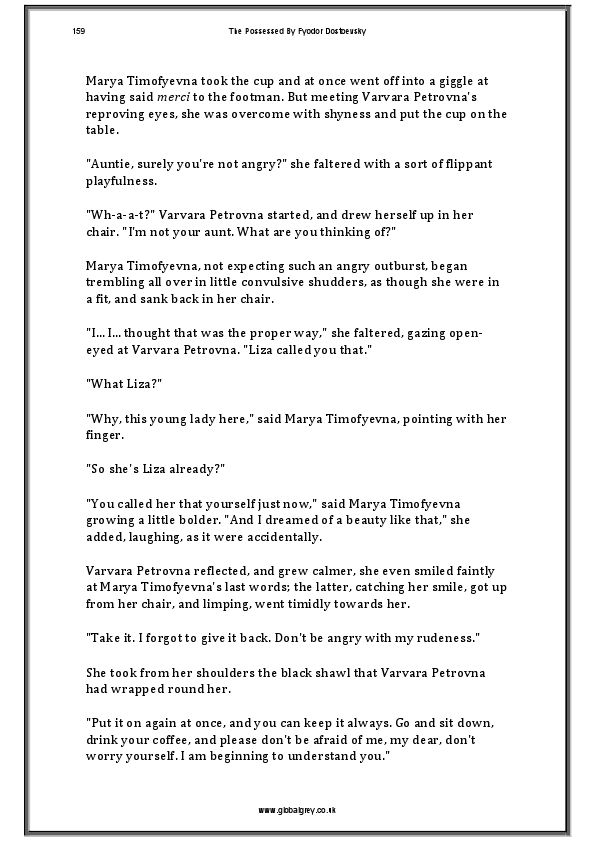 159 The Possessed By Fyodor Dostoevsky
Marya Timofyevna took the cup and at once went off into a giggle at
having said merci to the footman. But meeting Varvara Petrovna's
reproving eyes, she was overcome with shyness and put the cup on the
table.
"Auntie, surely you're not angry?" she faltered with a sort of flippant
playfulness.
"Wh-a-a-t?" Varvara Petrovna started, and drew herself up in her
chair. "I'm not your aunt. What are you thinking of?"
Marya Timofyevna, not expecting such an angry outburst, began
trembling all over in little convulsive shudders, as though she were in
a fit, and sank back in her chair.
"I... I... thought that was the proper way," she faltered, gazing open-
eyed at Varvara Petrovna. "Liza called you that."
"What Liza?"
"Why, this young lady here," said Marya Timofyevna, pointing with her
finger.
"So she's Liza already?"
"You called her that yourself just now," said Marya Timofyevna
growing a little bolder. "And I dreamed of a beauty like that," she
added, laughing, as it were accidentally.
Varvara Petrovna reflected, and grew calmer, she even smiled faintly
at Marya Timofyevna's last words; the latter, catching her smile, got up
from her chair, and limping, went timidly towards her.
"Take it. I forgot to give it back. Don't be angry with my rudeness."
She took from her shoulders the black shawl that Varvara Petrovna
had wrapped round her.
"Put it on again at once, and you can keep it always. Go and sit down,
drink your coffee, and please don't be afraid of me, my dear, don't
worry yourself. I am beginning to understand you."
www.globalgrey.co.uk